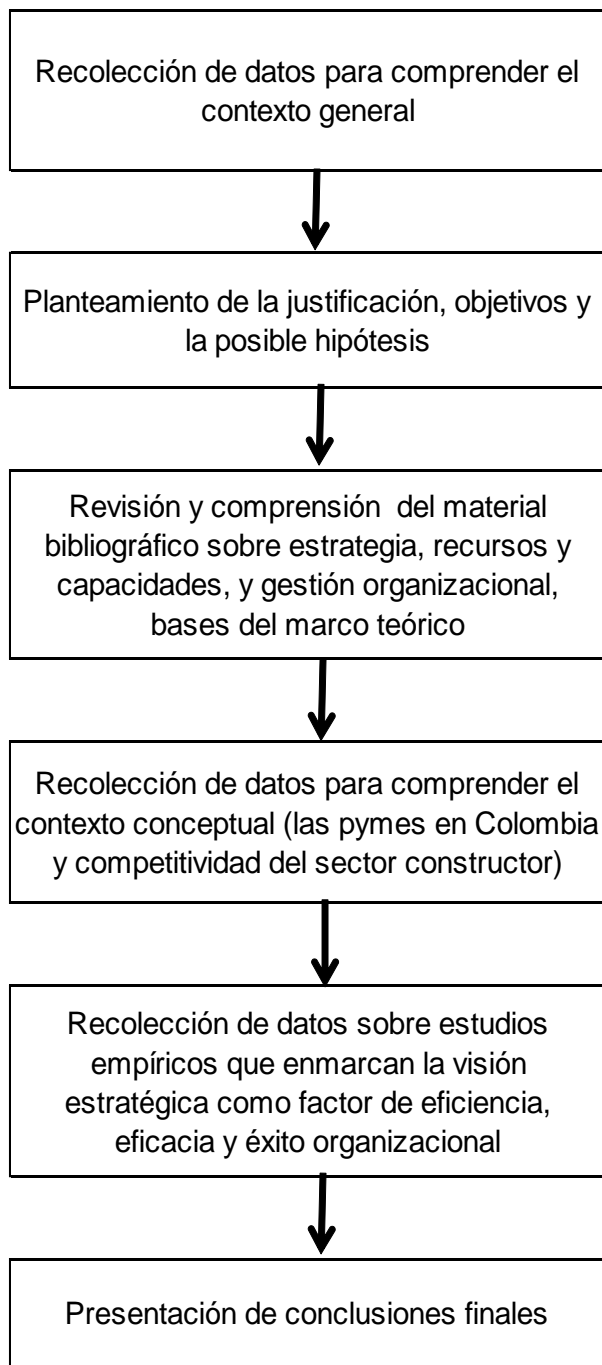 Recolección de datos para comprender el
contexto general
Planteamiento de la justificación, objetivos y
la posible hipótesis
Revisión y comprensión  del material
bibliográfico sobre estrategia, recursos y
capacidades, y gestión organizacional,
bases del marco teórico
Recolección de datos para comprender el
contexto conceptual (las pymes en Colombia
y competitividad del sector constructor)
Recolección de datos sobre estudios
empíricos que enmarcan la visión
estratégica como factor de eficiencia,
eficacia y éxito organizacional
Presentación de conclusiones finales